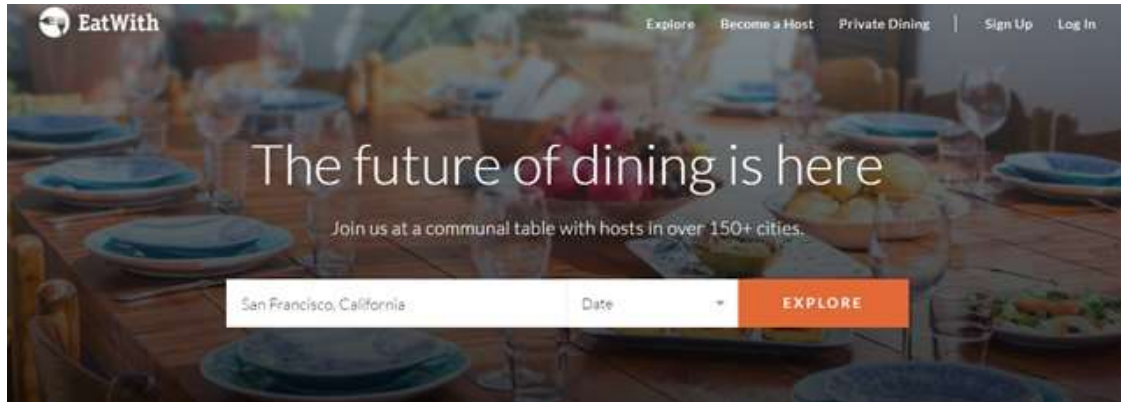 EatWith
Explore Become a Host Private Dining | Sign Up Log In
The future of dining is here
Join us at a communal table with hosts in over 150+ cities.
San Francisco, California Date EXPLORE